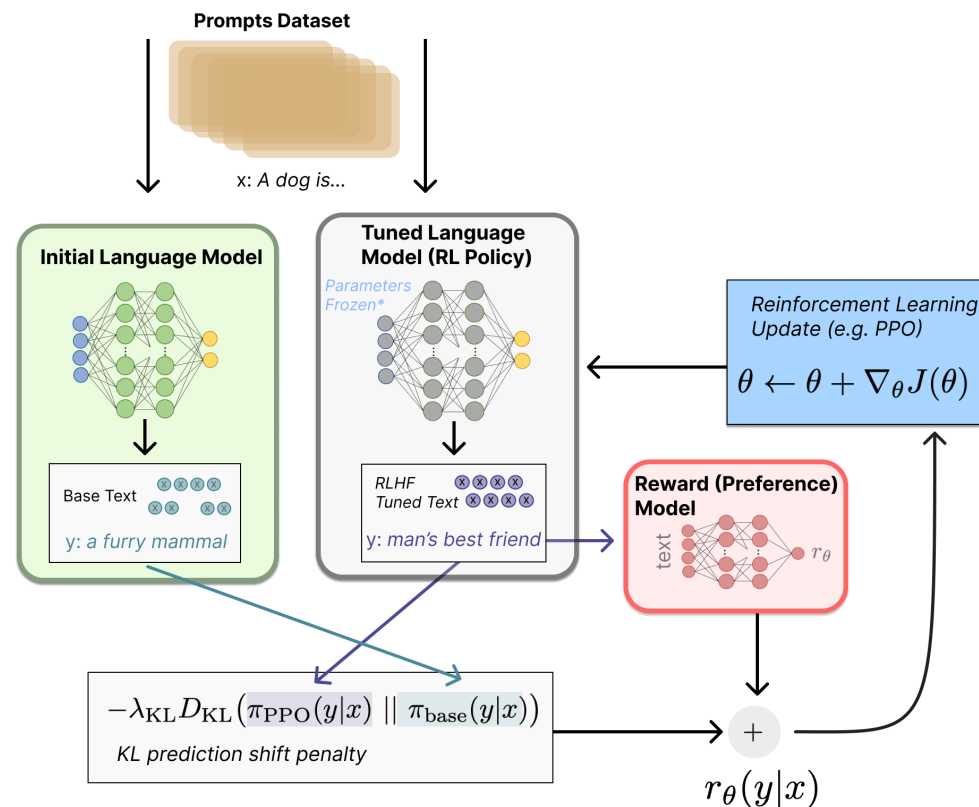 Prompts Dataset
x: A dog is...
Initial Language Model
Base Text
x x x x
x x x x
y: a furry mammal
Tuned Language
Model (RL Policy)
Parameters
Frozen*
RLHF
Tuned Text
x x x x
x x x x
y: man's best friend
Reinforcement Learning
Update (e.g. PPO)
θ ← θ + ∇θJ(θ)
Reward (Preference)
Model
text
rθ
−λKL DKL(πPPO(y|x) || πbase(y|x))
KL prediction shift penalty
+
rθ(y|x)